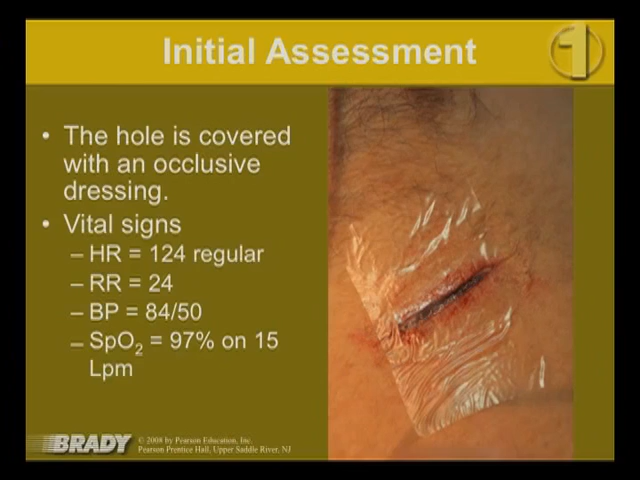 Initial Assessment
1
• The hole is covered
with an occlusive
dressing.
• Vital signs
– HR = 124 regular
– RR = 24
– BP = 84/50
– SpO2 = 97% on 15
Lpm
BRADY
© 2008 by Pearson Education, Inc.
Pearson Prentice Hall, Upper Saddle River, NJ